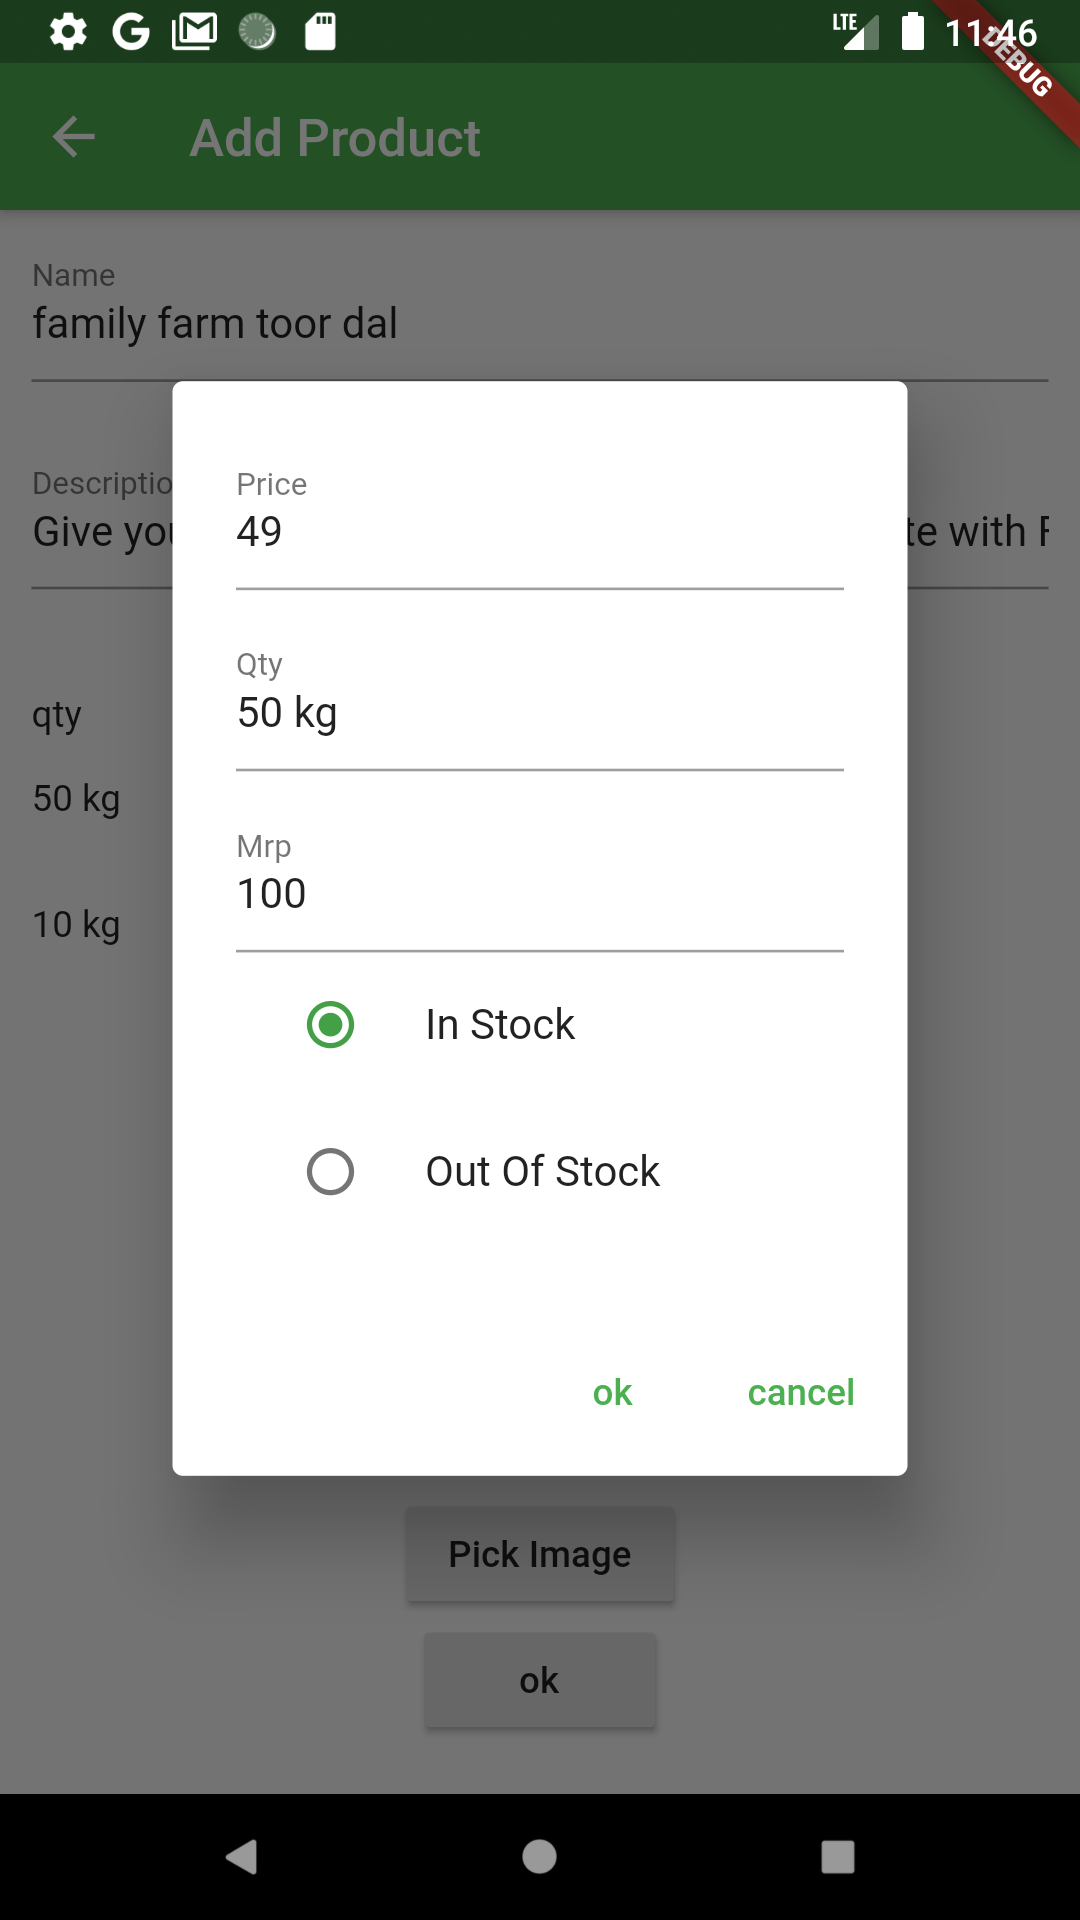 LTE 11:46
DEBUG
Add Product
Name
family farm toor dal
Price
49
Descriptio
Give you
te with F
Qty
50 kg
qty
50 kg
Mrp
100
10 kg
In Stock
Out Of Stock
ok cancel
Pick Image
ok